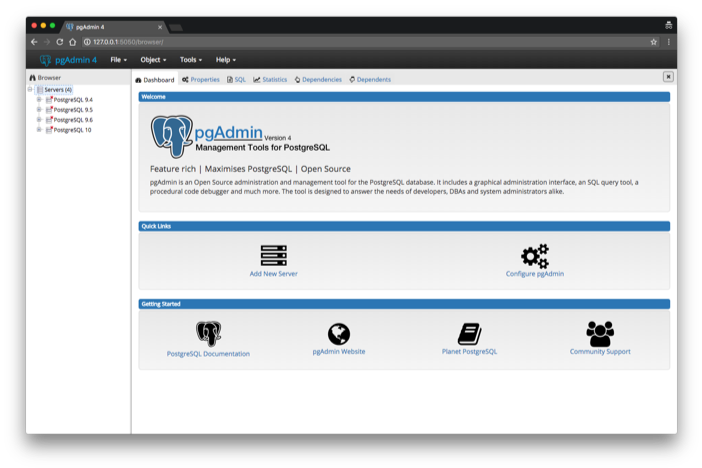 pgAdmin 4
127.0.0.1:5050/browser/
pgAdmin 4 File Object Tools Help
Browser
Servers (4)
PostgreSQL 9.4
PostgreSQL 9.5
PostgreSQL 9.6
PostgreSQL 10
Dashboard Properties SQL Statistics Dependencies Dependents
Welcome
pgAdmin Version 4
Management Tools for PostgreSQL
Feature rich | Maximises PostgreSQL | Open Source
pgAdmin is an Open Source administration and management tool for the PostgreSQL database. It includes a graphical administration interface, an SQL query tool, a
procedural code debugger and much more. The tool is designed to answer the needs of developers, DBAs and system administrators alike.
Quick Links
Add New Server
Configure pgAdmin
Getting Started
PostgreSQL Documentation
pgAdmin Website
Planet PostgreSQL
Community Support